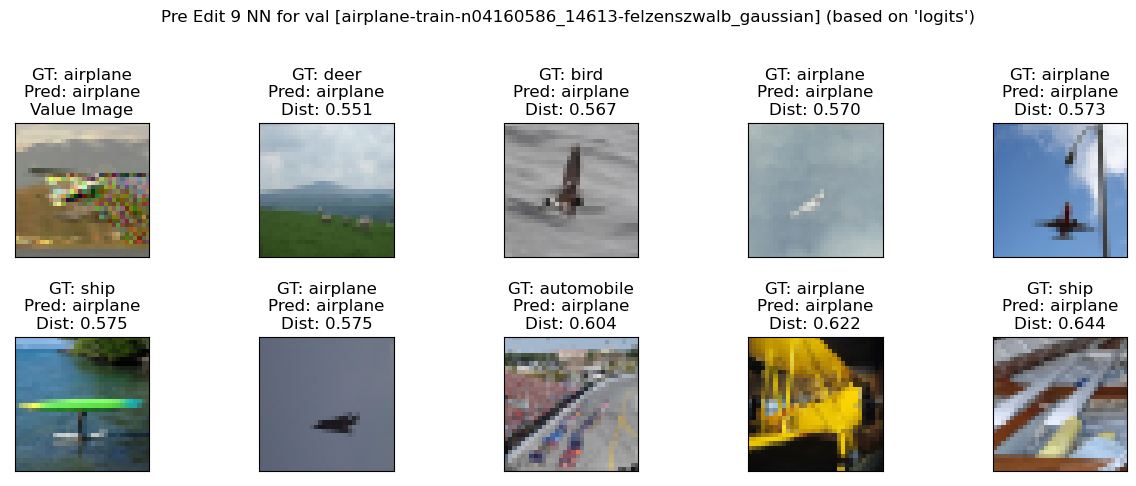 Pre Edit 9 NN for val [airplane-train-n04160586_14613-felzenszwalb_gaussian] (based on 'logits')
GT: airplane
Pred: airplane
Value Image
GT: deer
Pred: airplane
Dist: 0.551
GT: bird
Pred: airplane
Dist: 0.567
GT: airplane
Pred: airplane
Dist: 0.570
GT: airplane
Pred: airplane
Dist: 0.573
GT: ship
Pred: airplane
Dist: 0.575
GT: airplane
Pred: airplane
Dist: 0.575
GT: automobile
Pred: airplane
Dist: 0.604
GT: airplane
Pred: airplane
Dist: 0.622
GT: ship
Pred: airplane
Dist: 0.644